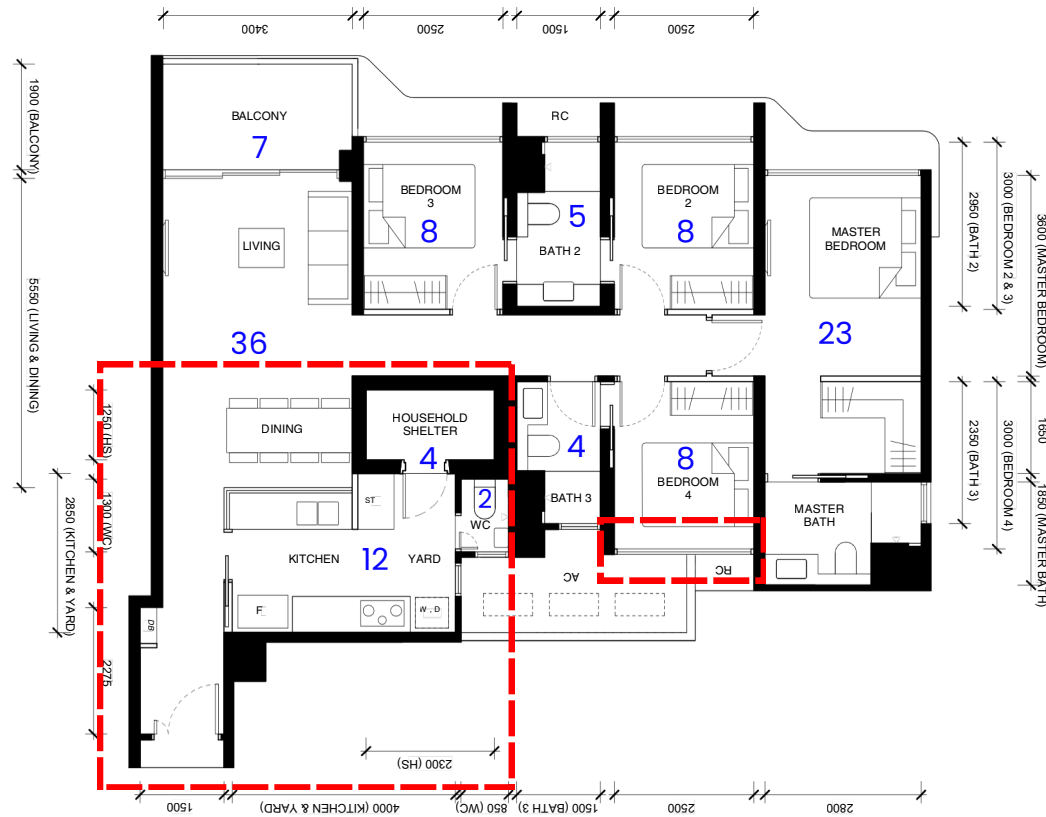 3400
2500
1500
2500
1900 (BALCONY)
BALCONY
7
RC
BEDROOM
3
8
5
BATH 2
BEDROOM
2
8
LIVING
MASTER
BEDROOM
2950 (BATH 2)
3000 (BEDROOM 2 & 3)
3600 (MASTER BEDROOM)
5550 (LIVING & DINING)
36
23
1250 (HS)
DINING
HOUSEHOLD
SHELTER
4
4
BATH 3
8
BEDROOM
4
2350 (BATH 3)
3000 (BEDROOM 4)
1650
1300 (WC)
2850 (KITCHEN & YARD)
ST
2
WC
MASTER
BATH
1850 (MASTER BATH)
KITCHEN
12
YARD
AC
RC
F
W , D
DB
2275
2300 (HS)
1500
4000 (KITCHEN & YARD)
850 (WC)
1500 (BATH 3)
2500
2800